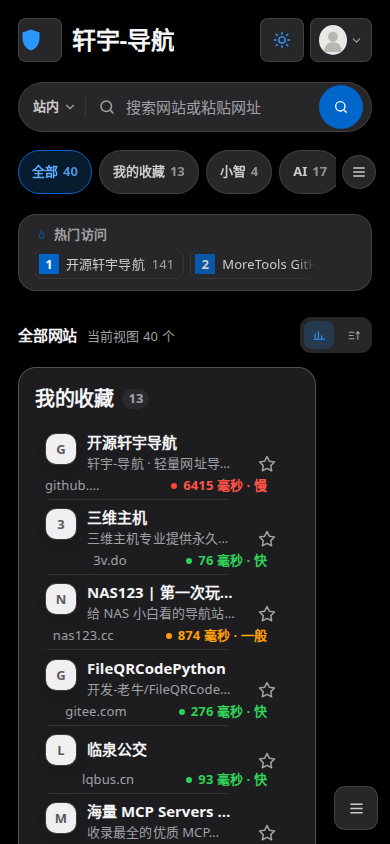 轩宇-导航
站内 搜索网站或粘贴网址
全部 40 我的收藏 13 小智 4 AI 17
热门访问
1 开源轩宇导航 141 2 MoreTools Git
全部网站 当前视图 40 个
我的收藏 13
G 开源轩宇导航
轩宇-导航 · 轻量网址导...
github.... 6415 毫秒 · 慢
3 三维主机
三维主机专业提供永久...
3v.do 76 毫秒 · 快
N NAS123 | 第一次玩...
给 NAS 小白看的导航站...
nas123.cc 874 毫秒 · 一般
G FileQRCodePython
开发-老牛/FileQRCode...
gitee.com 276 毫秒 · 快
L 临泉公交
lqbus.cn 93 毫秒 · 快
M 海量 MCP Servers ...
收录最全的优质 MCP...